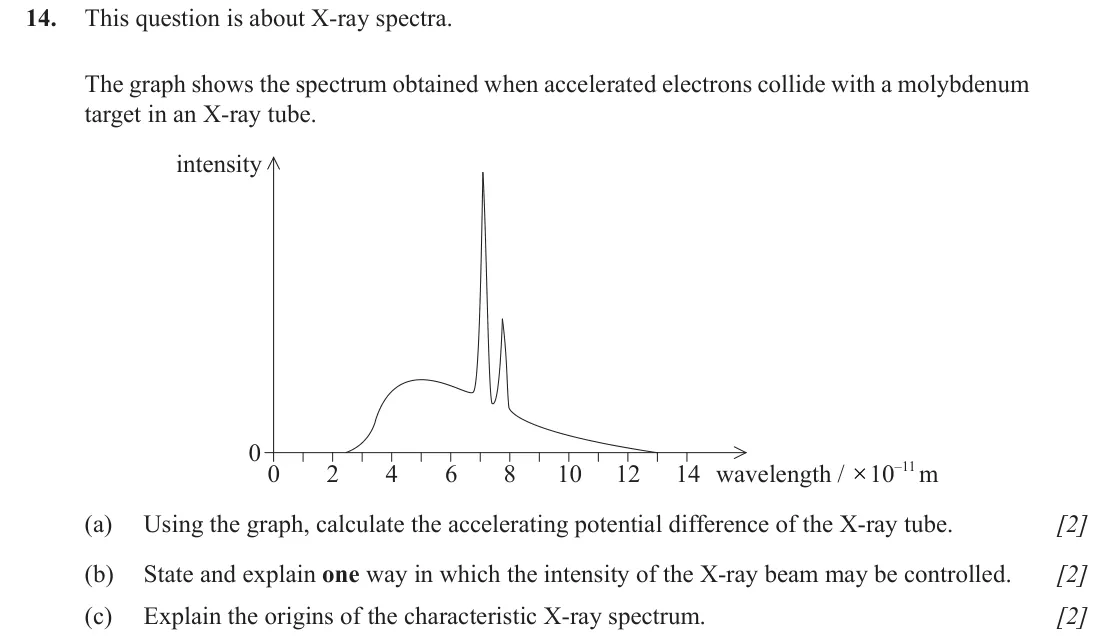 14. This question is about X-ray spectra.
The graph shows the spectrum obtained when accelerated electrons collide with a molybdenum
target in an X-ray tube.
intensity
0
0 2 4 6 8 10 12 14 wavelength / ×10⁻¹¹ m
(a) Using the graph, calculate the accelerating potential difference of the X-ray tube. [2]
(b) State and explain one way in which the intensity of the X-ray beam may be controlled. [2]
(c) Explain the origins of the characteristic X-ray spectrum. [2]